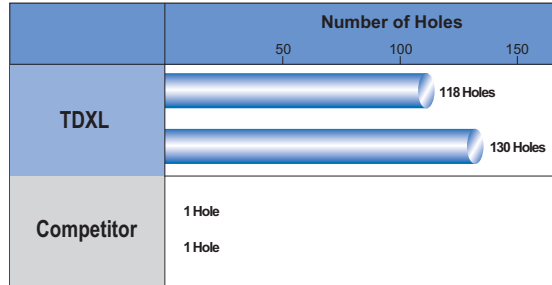 Number of Holes
50 100 150
TDXL
118 Holes
130 Holes
Competitor
1 Hole
1 Hole